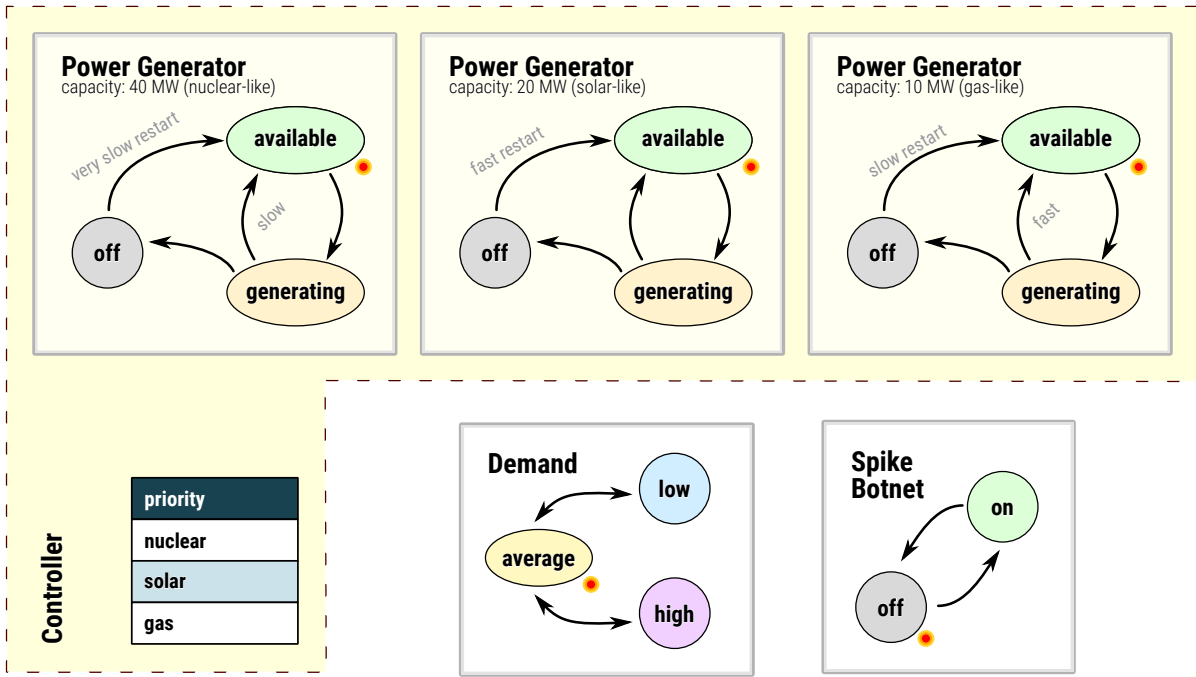 Power Generator
capacity: 40 MW (nuclear-like)
very slow restart
available
slow
off
generating
Power Generator
capacity: 20 MW (solar-like)
fast restart
available
off
generating
Power Generator
capacity: 10 MW (gas-like)
slow restart
available
fast
off
generating
Controller
priority
nuclear
solar
gas
Demand
low
average
high
Spike
Botnet
on
off